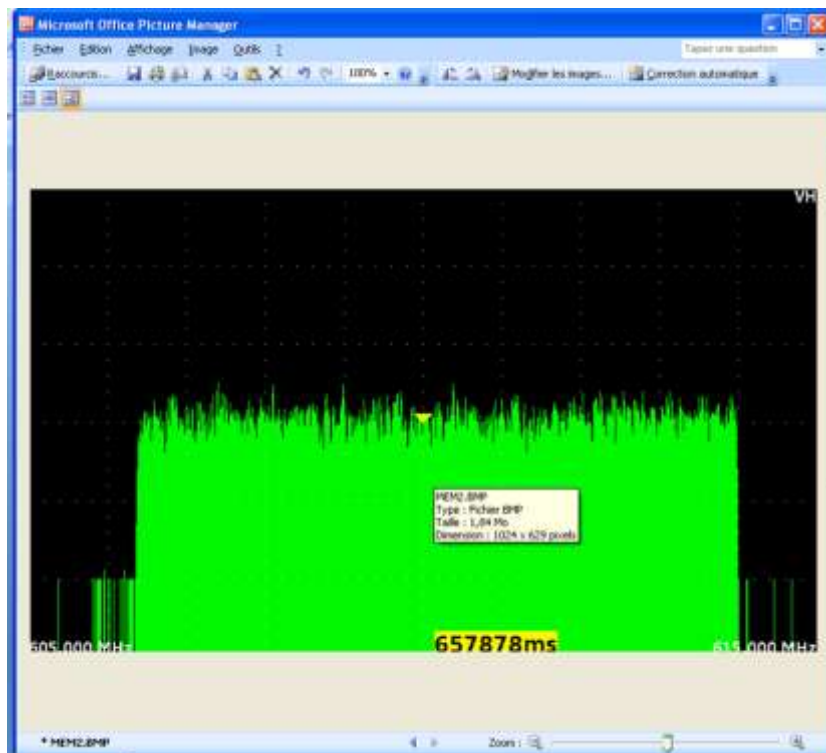 Microsoft Office Picture Manager
Fichier Edition Affichage Image Outils ?
Tapez une question
Raccourcis... 100% Modifier les images... Correction automatique
VH
MEM2.BMP
Type : Fichier BMP
Taille : 1,84 Mo
Dimension : 1024 x 629 pixels
605.000 MHz 657878ms 615.000 MHz
* MEM2.BMP Zoom :